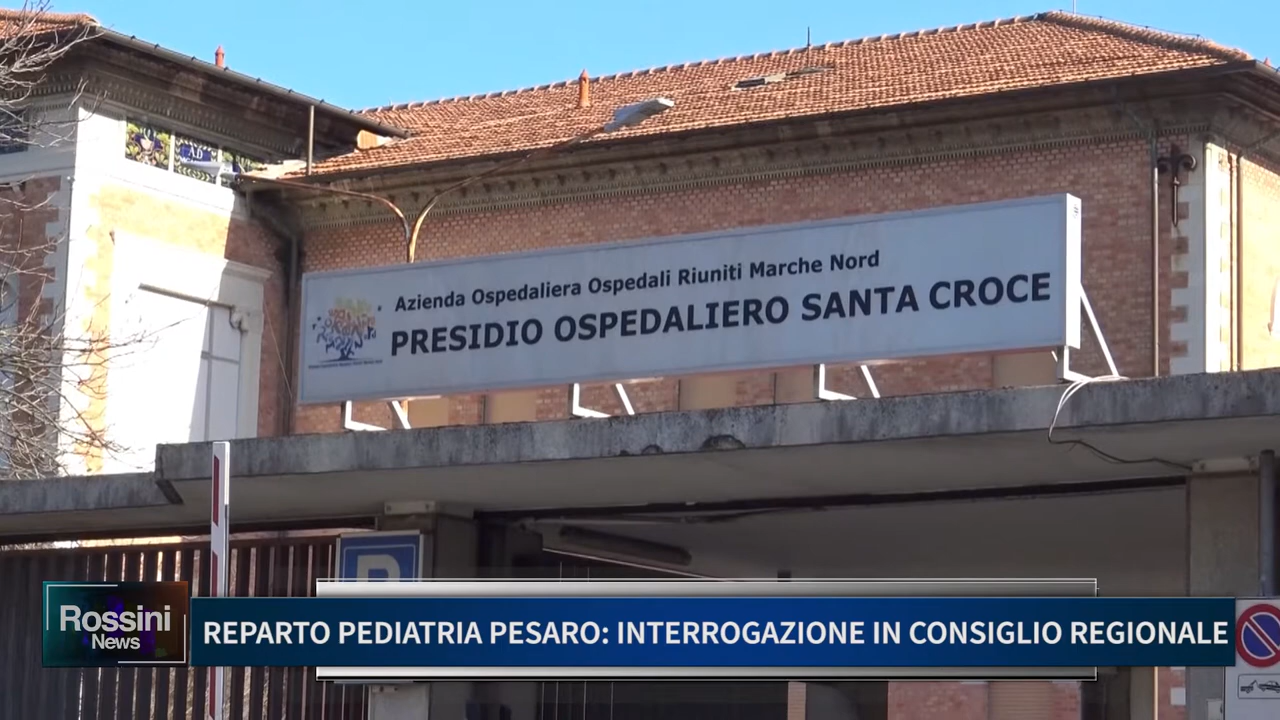 Azienda Ospedaliera Ospedali Riuniti Marche Nord
PRESIDIO OSPEDALIERO SANTA CROCE
P
Rossini
News
REPARTO PEDIATRIA PESARO: INTERROGAZIONE IN CONSIGLIO REGIONALE